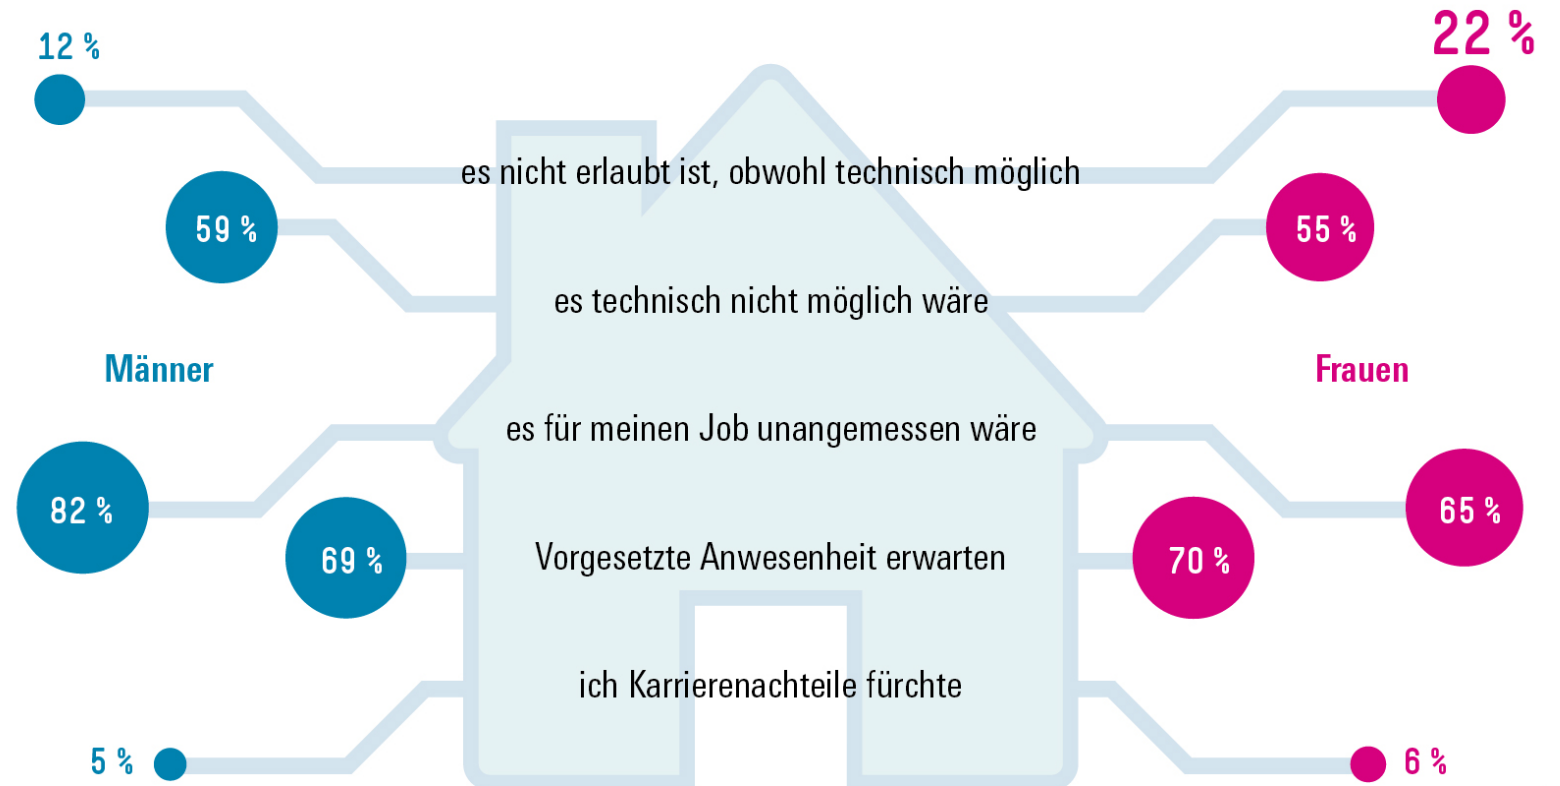 12 %
22 %
es nicht erlaubt ist, obwohl technisch möglich
59 %
55 %
es technisch nicht möglich wäre
Männer
Frauen
es für meinen Job unangemessen wäre
82 %
65 %
69 %
Vorgesetzte Anwesenheit erwarten
70 %
ich Karrierenachteile fürchte
5 %
6 %